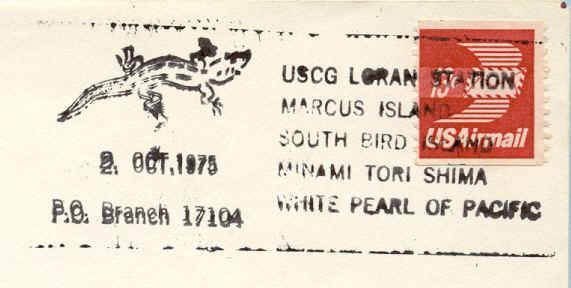 USCG LORAN STATION
MARCUS ISLAND
SOUTH BIRD ISLAND
MINAMI TORI SHIMA
WHITE PEARL OF PACIFIC
2. OCT.1975
P.O. Branch 17104
USAirmail